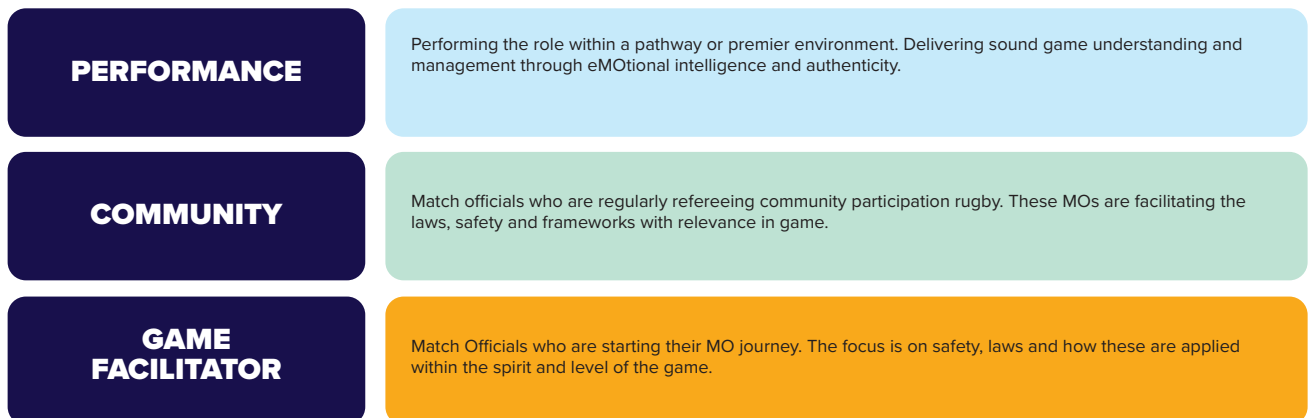 PERFORMANCE
Performing the role within a pathway or premier environment. Delivering sound game understanding and
management through eMOtional intelligence and authenticity.
COMMUNITY
Match officials who are regularly refereeing community participation rugby. These MOs are facilitating the
laws, safety and frameworks with relevance in game.
GAME
FACILITATOR
Match Officials who are starting their MO journey. The focus is on safety, laws and how these are applied
within the spirit and level of the game.